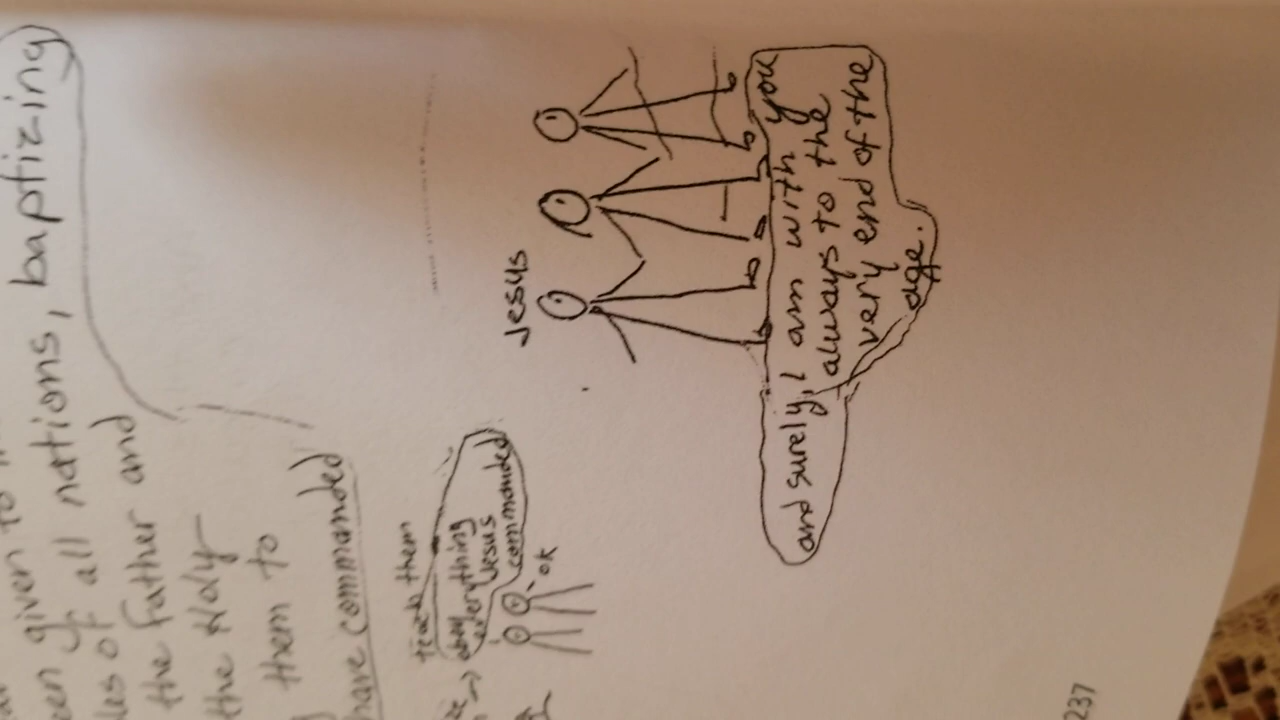 een given to
of all nations, baptizing
les of
the Father and
the Holy
them to
have commanded
teach them
obey
everything
Jesus
commanded
ok
Jesus
and surely, I am with you
always to the
very end of the
age.
237